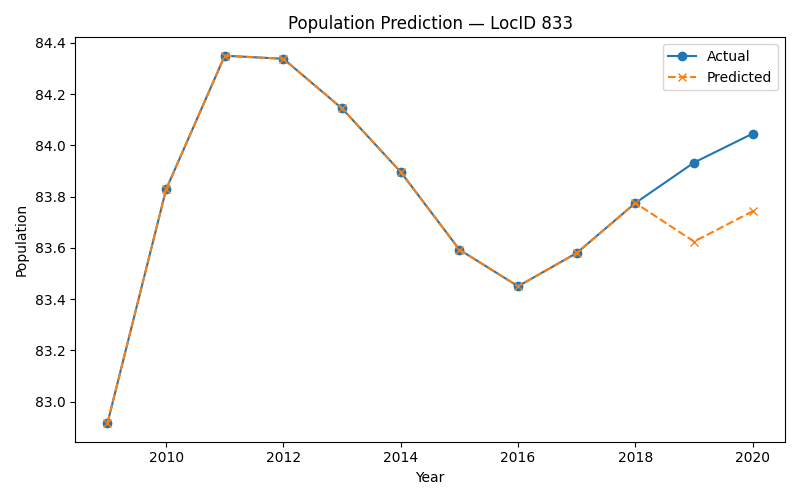 Population Prediction — LocID 833
Actual
Predicted
Population
84.4
84.2
84.0
83.8
83.6
83.4
83.2
83.0
2010 2012 2014 2016 2018 2020
Year